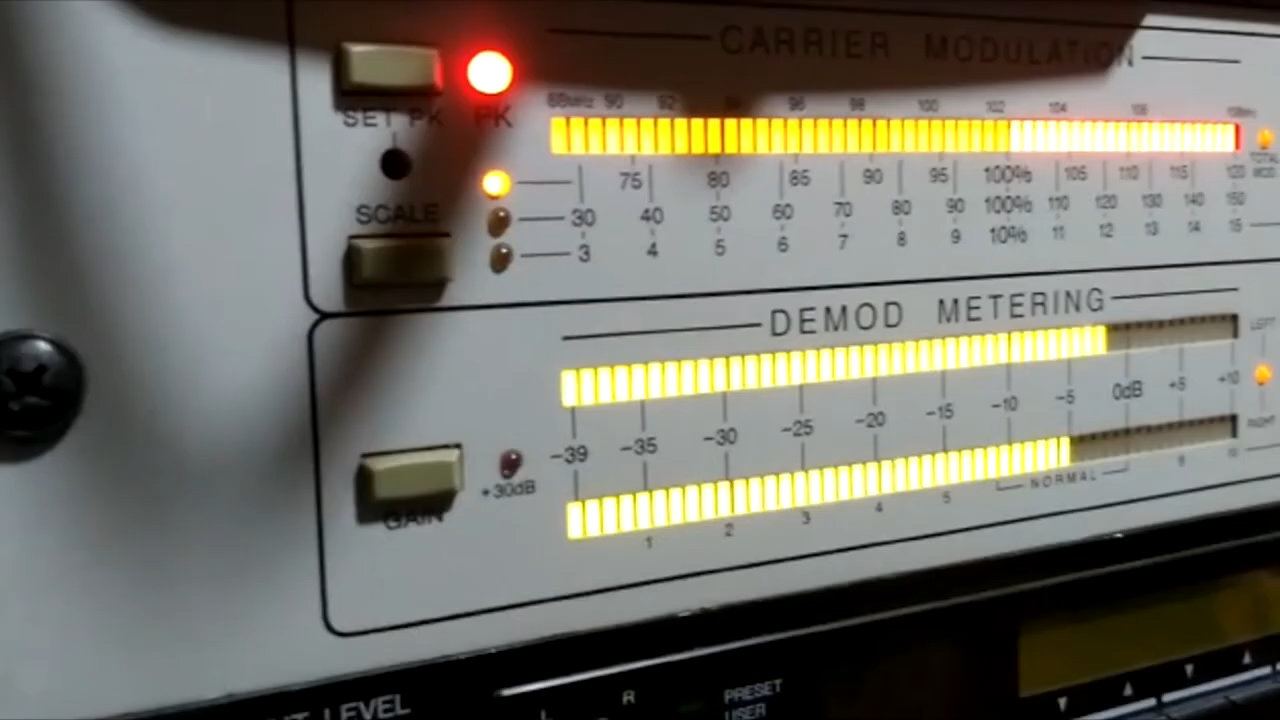 CARRIER MODULATION
SET PK
PK
88MHz 90 92 94 96 98 100 102 104 106 108MHz
TOTAL MOD
75 80 85 90 95 100% 105 110 115 120
SCALE
30 40 50 60 70 80 90 100% 110 120 130 140 150
3 4 5 6 7 8 9 10% 11 12 13 14 15
DEMOD METERING
LEFT
-39 -35 -30 -25 -20 -15 -10 -5 0dB +5 +10
RIGHT
+30dB
GAIN
1 2 3 4 5 NORMAL 9 10
LEVEL
L R
PRESET
USER